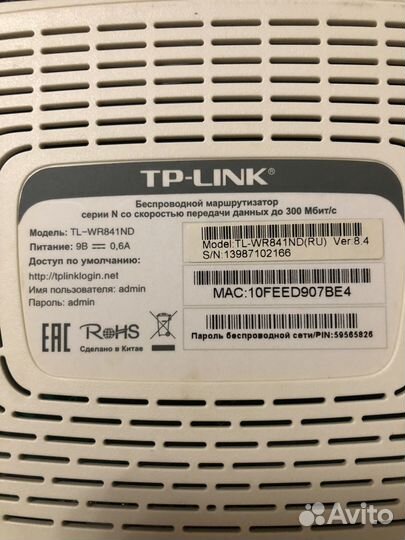 TP-LINK®
Беспроводной маршрутизатор
серии N со скоростью передачи данных до 300 Мбит/с
Модель: TL-WR841ND
Питание: 9В ⎓ 0,6А
Доступ по умолчанию:
http://tplinklogin.net
Имя пользователя: admin
Пароль: admin
Model:TL-WR841ND(RU) Ver:8.4
S/N:13987102166
MAC:10FEED907BE4
Пароль беспроводной сети/PIN:59565826
EAC RoHS
Сделано в Китае
Avito